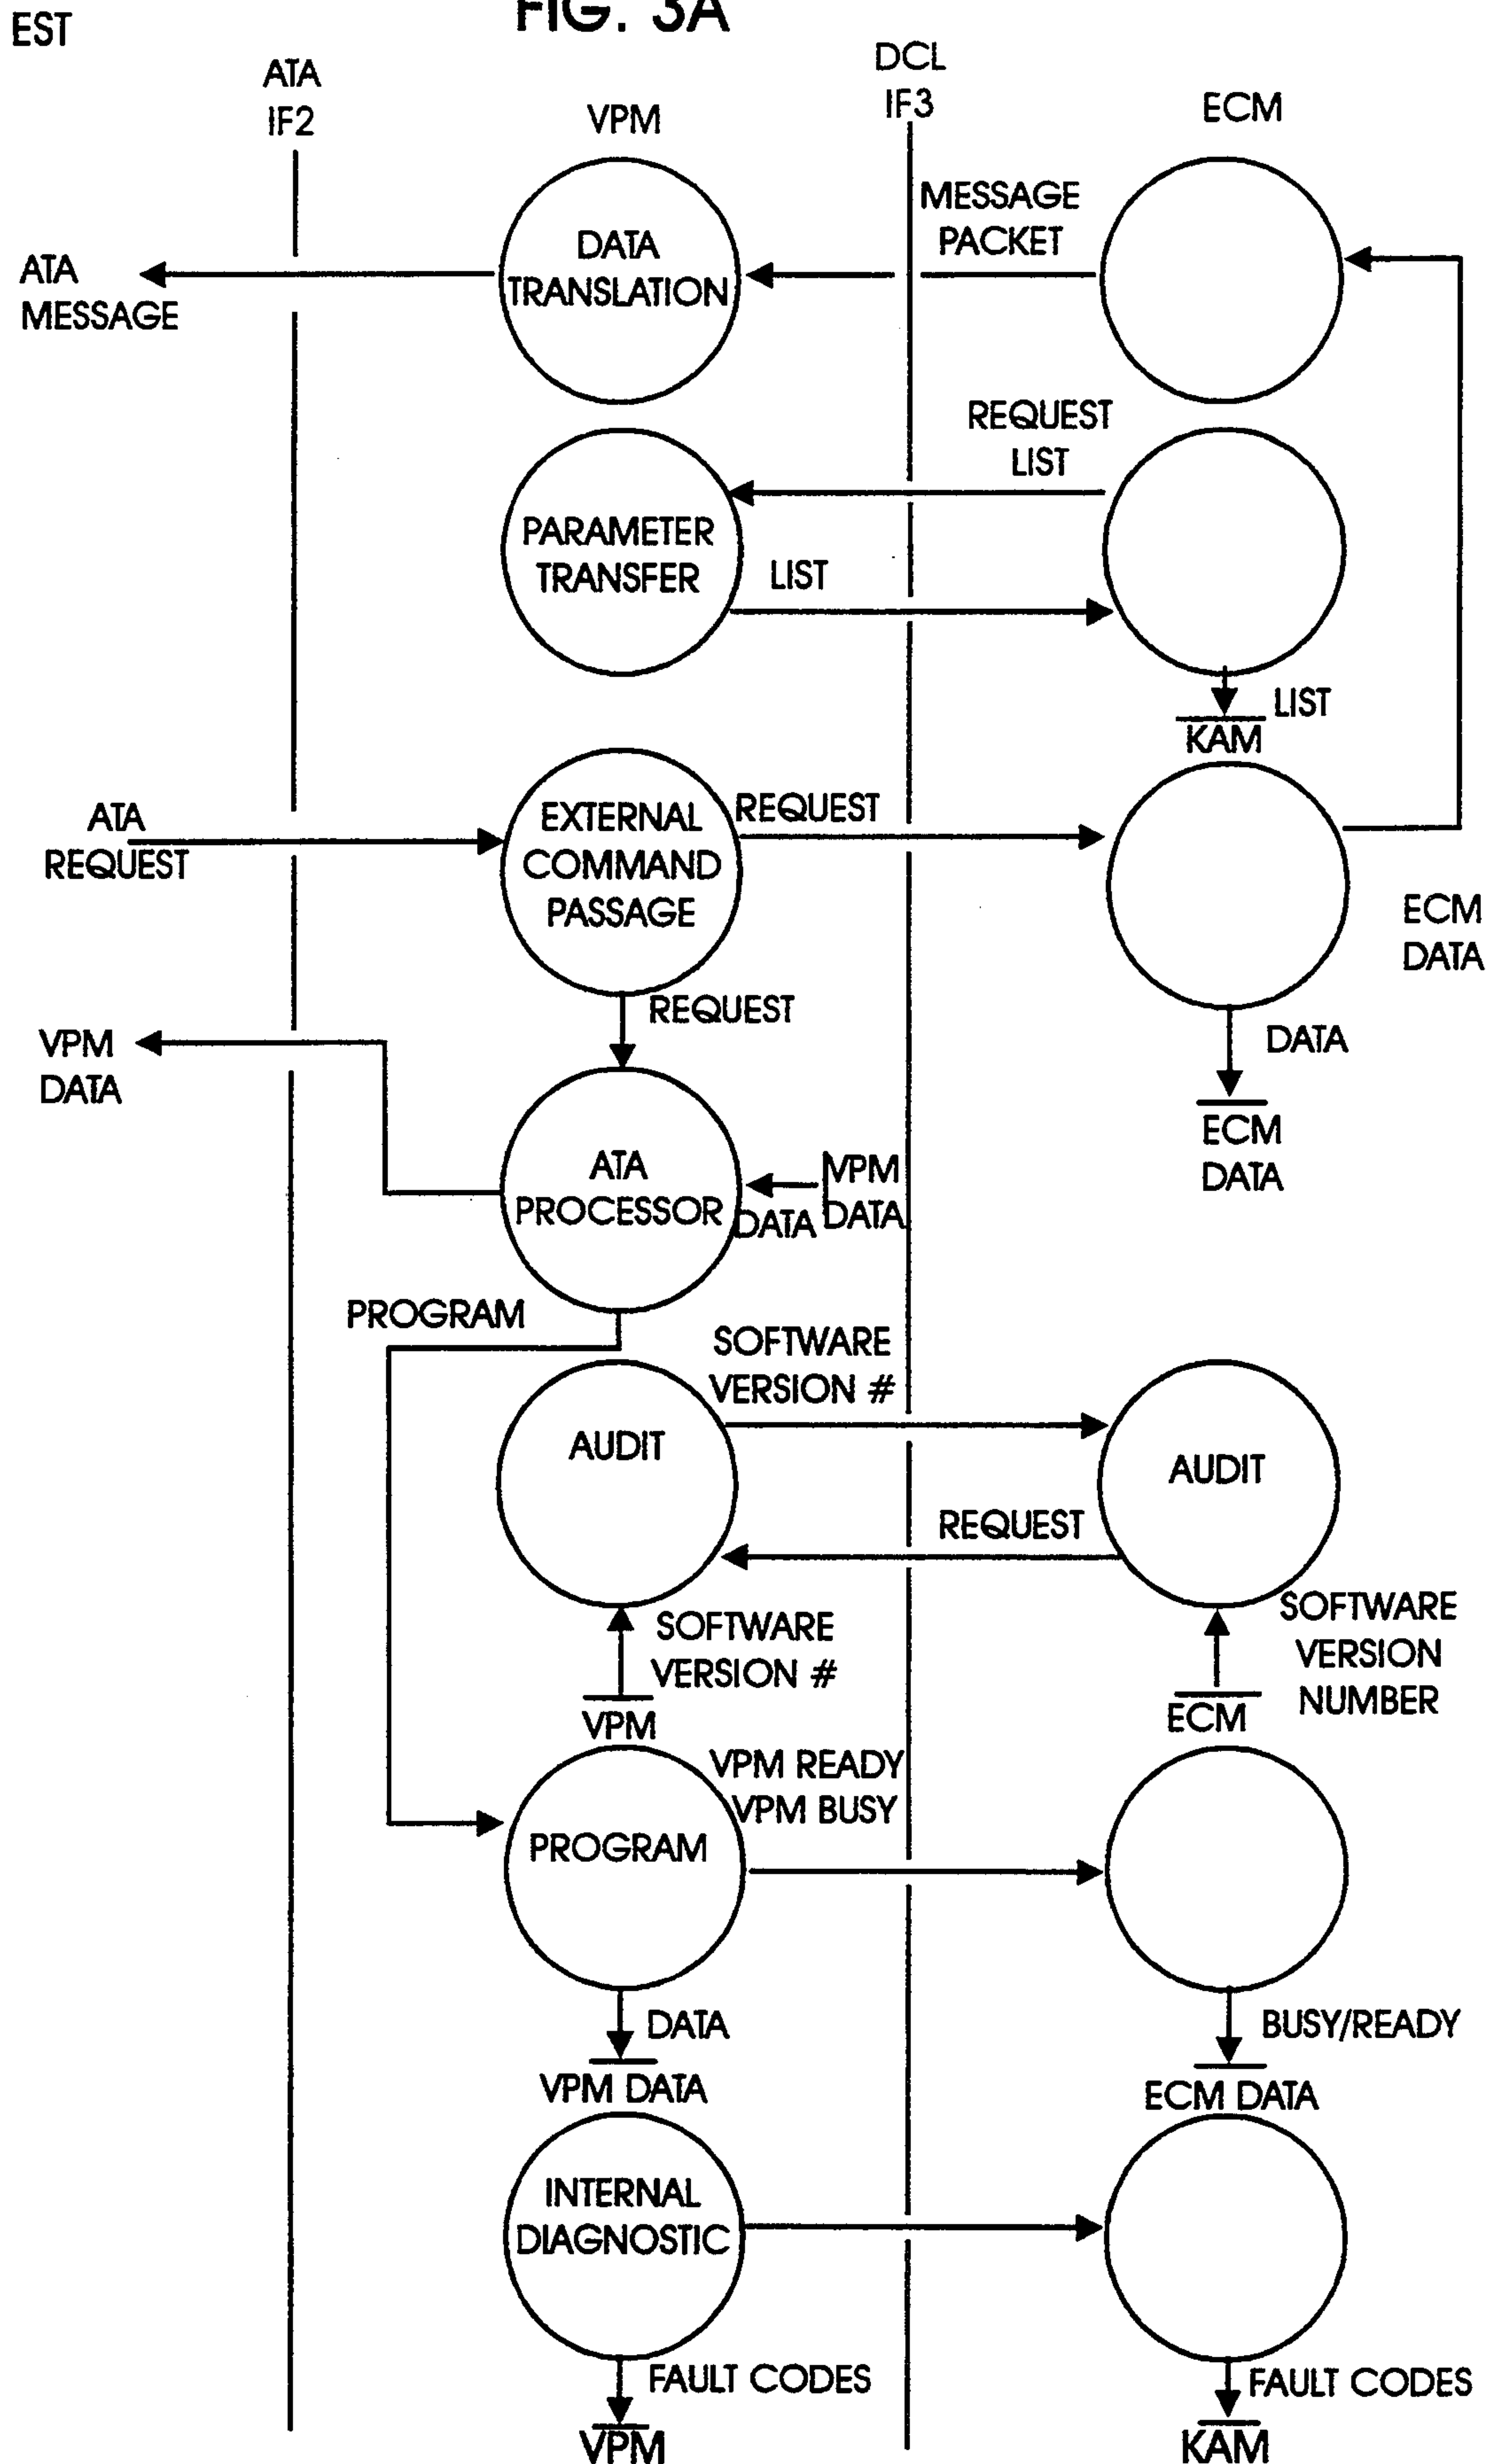 FIG. 3A
EST
ATA
IF2
VPM
DCL
IF3
ECM
ATA
MESSAGE
DATA
TRANSLATION
MESSAGE
PACKET
REQUEST
LIST
PARAMETER
TRANSFER
LIST
LIST
KAM
ATA
REQUEST
EXTERNAL
COMMAND
PASSAGE
REQUEST
ECM
DATA
REQUEST
VPM
DATA
DATA
ECM
DATA
ATA
PROCESSOR
DATA
VPM
DATA
PROGRAM
SOFTWARE
VERSION #
AUDIT
AUDIT
REQUEST
SOFTWARE
VERSION #
VPM
SOFTWARE
VERSION
NUMBER
ECM
VPM READY
VPM BUSY
PROGRAM
DATA
VPM DATA
BUSY/READY
ECM DATA
INTERNAL
DIAGNOSTIC
FAULT CODES
VPM
FAULT CODES
KAM